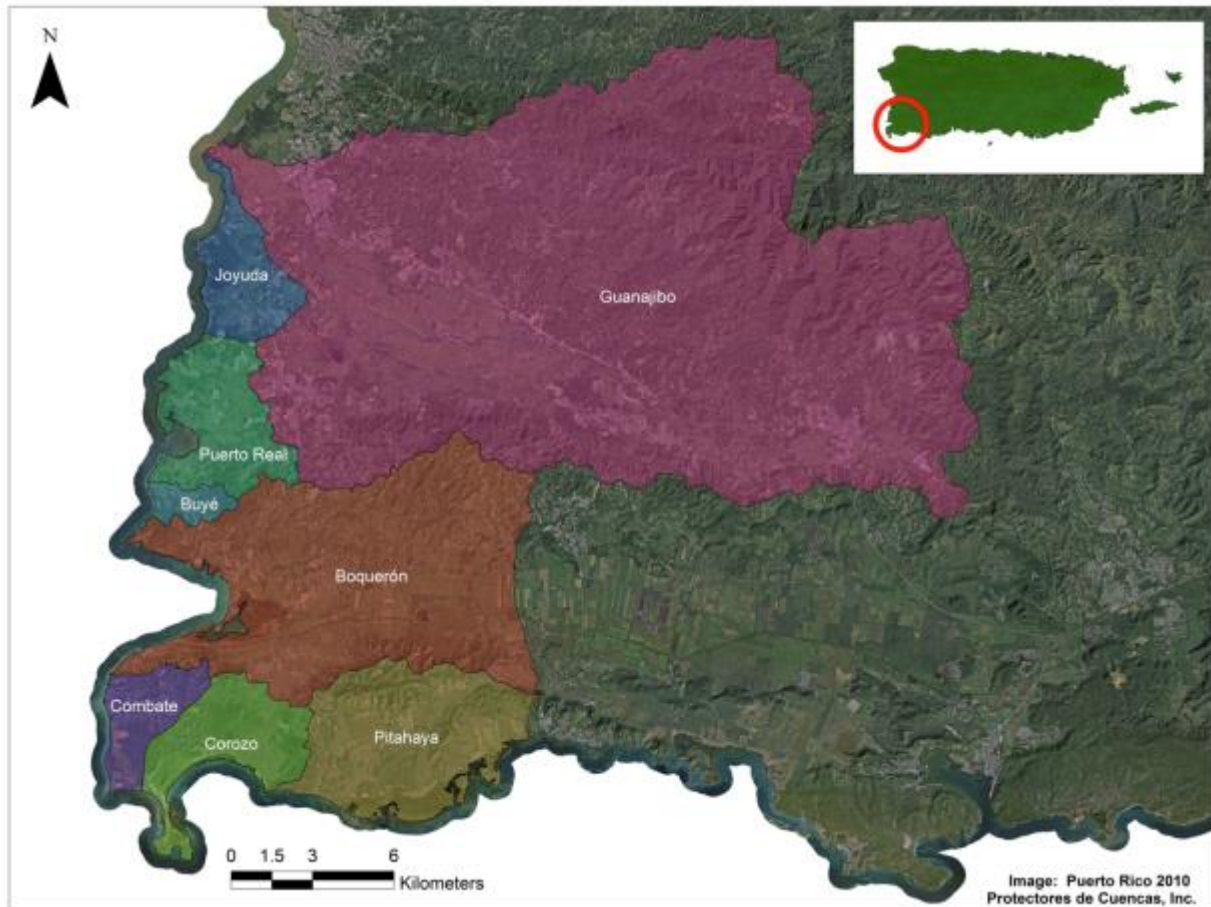 N
Joyuda
Guanajibo
Puerto Real
Buyé
Boquerón
Combate
Corozo
Pitahaya
0 1.5 3 6
Kilometers
Image: Puerto Rico 2010
Protectores de Cuencas, Inc.